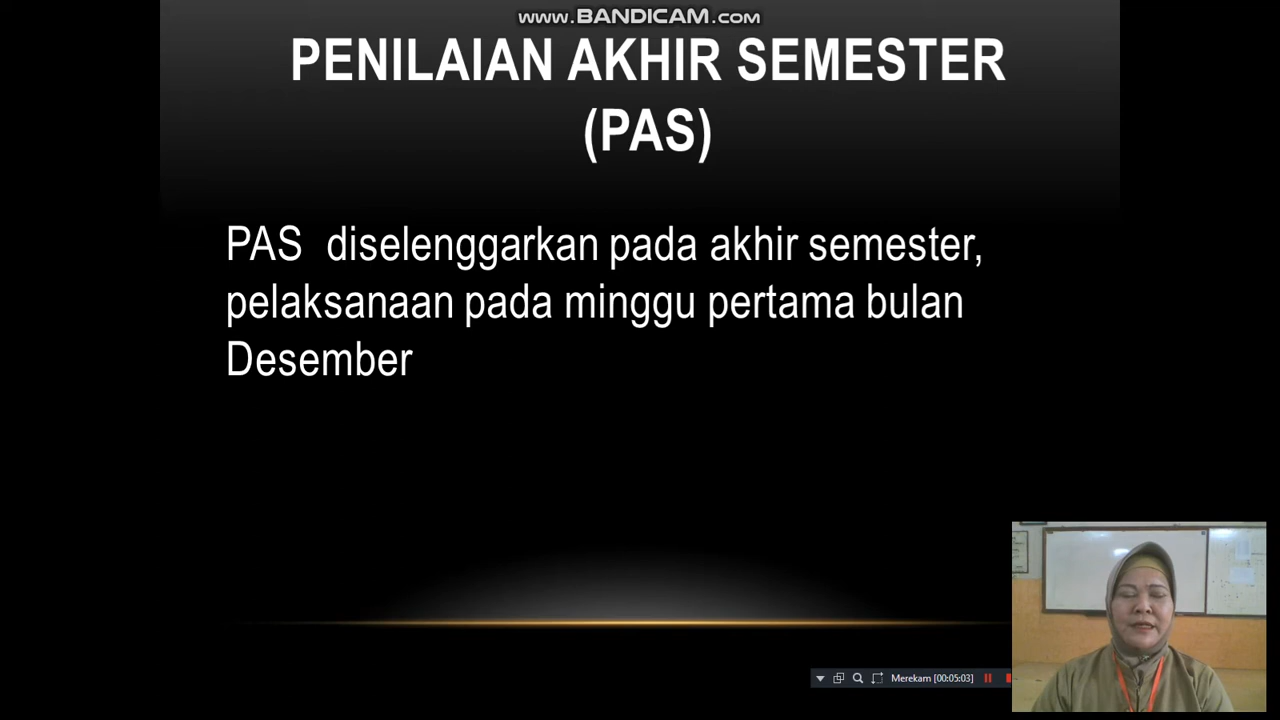 www.BANDICAM.com
PENILAIAN AKHIR SEMESTER
(PAS)
PAS diselenggarkan pada akhir semester,
pelaksanaan pada minggu pertama bulan
Desember
Merekam [00:05:03]